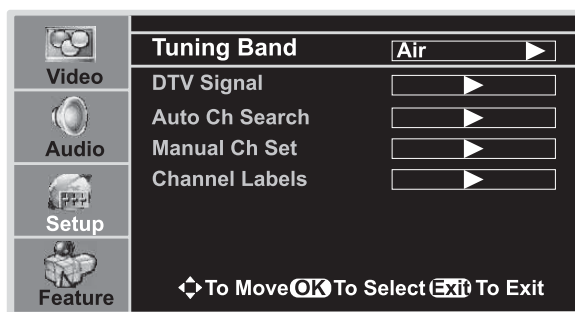 Video
Audio
Setup
Feature
Tuning Band Air
DTV Signal
Auto Ch Search
Manual Ch Set
Channel Labels
To Move OK To Select Exit To Exit